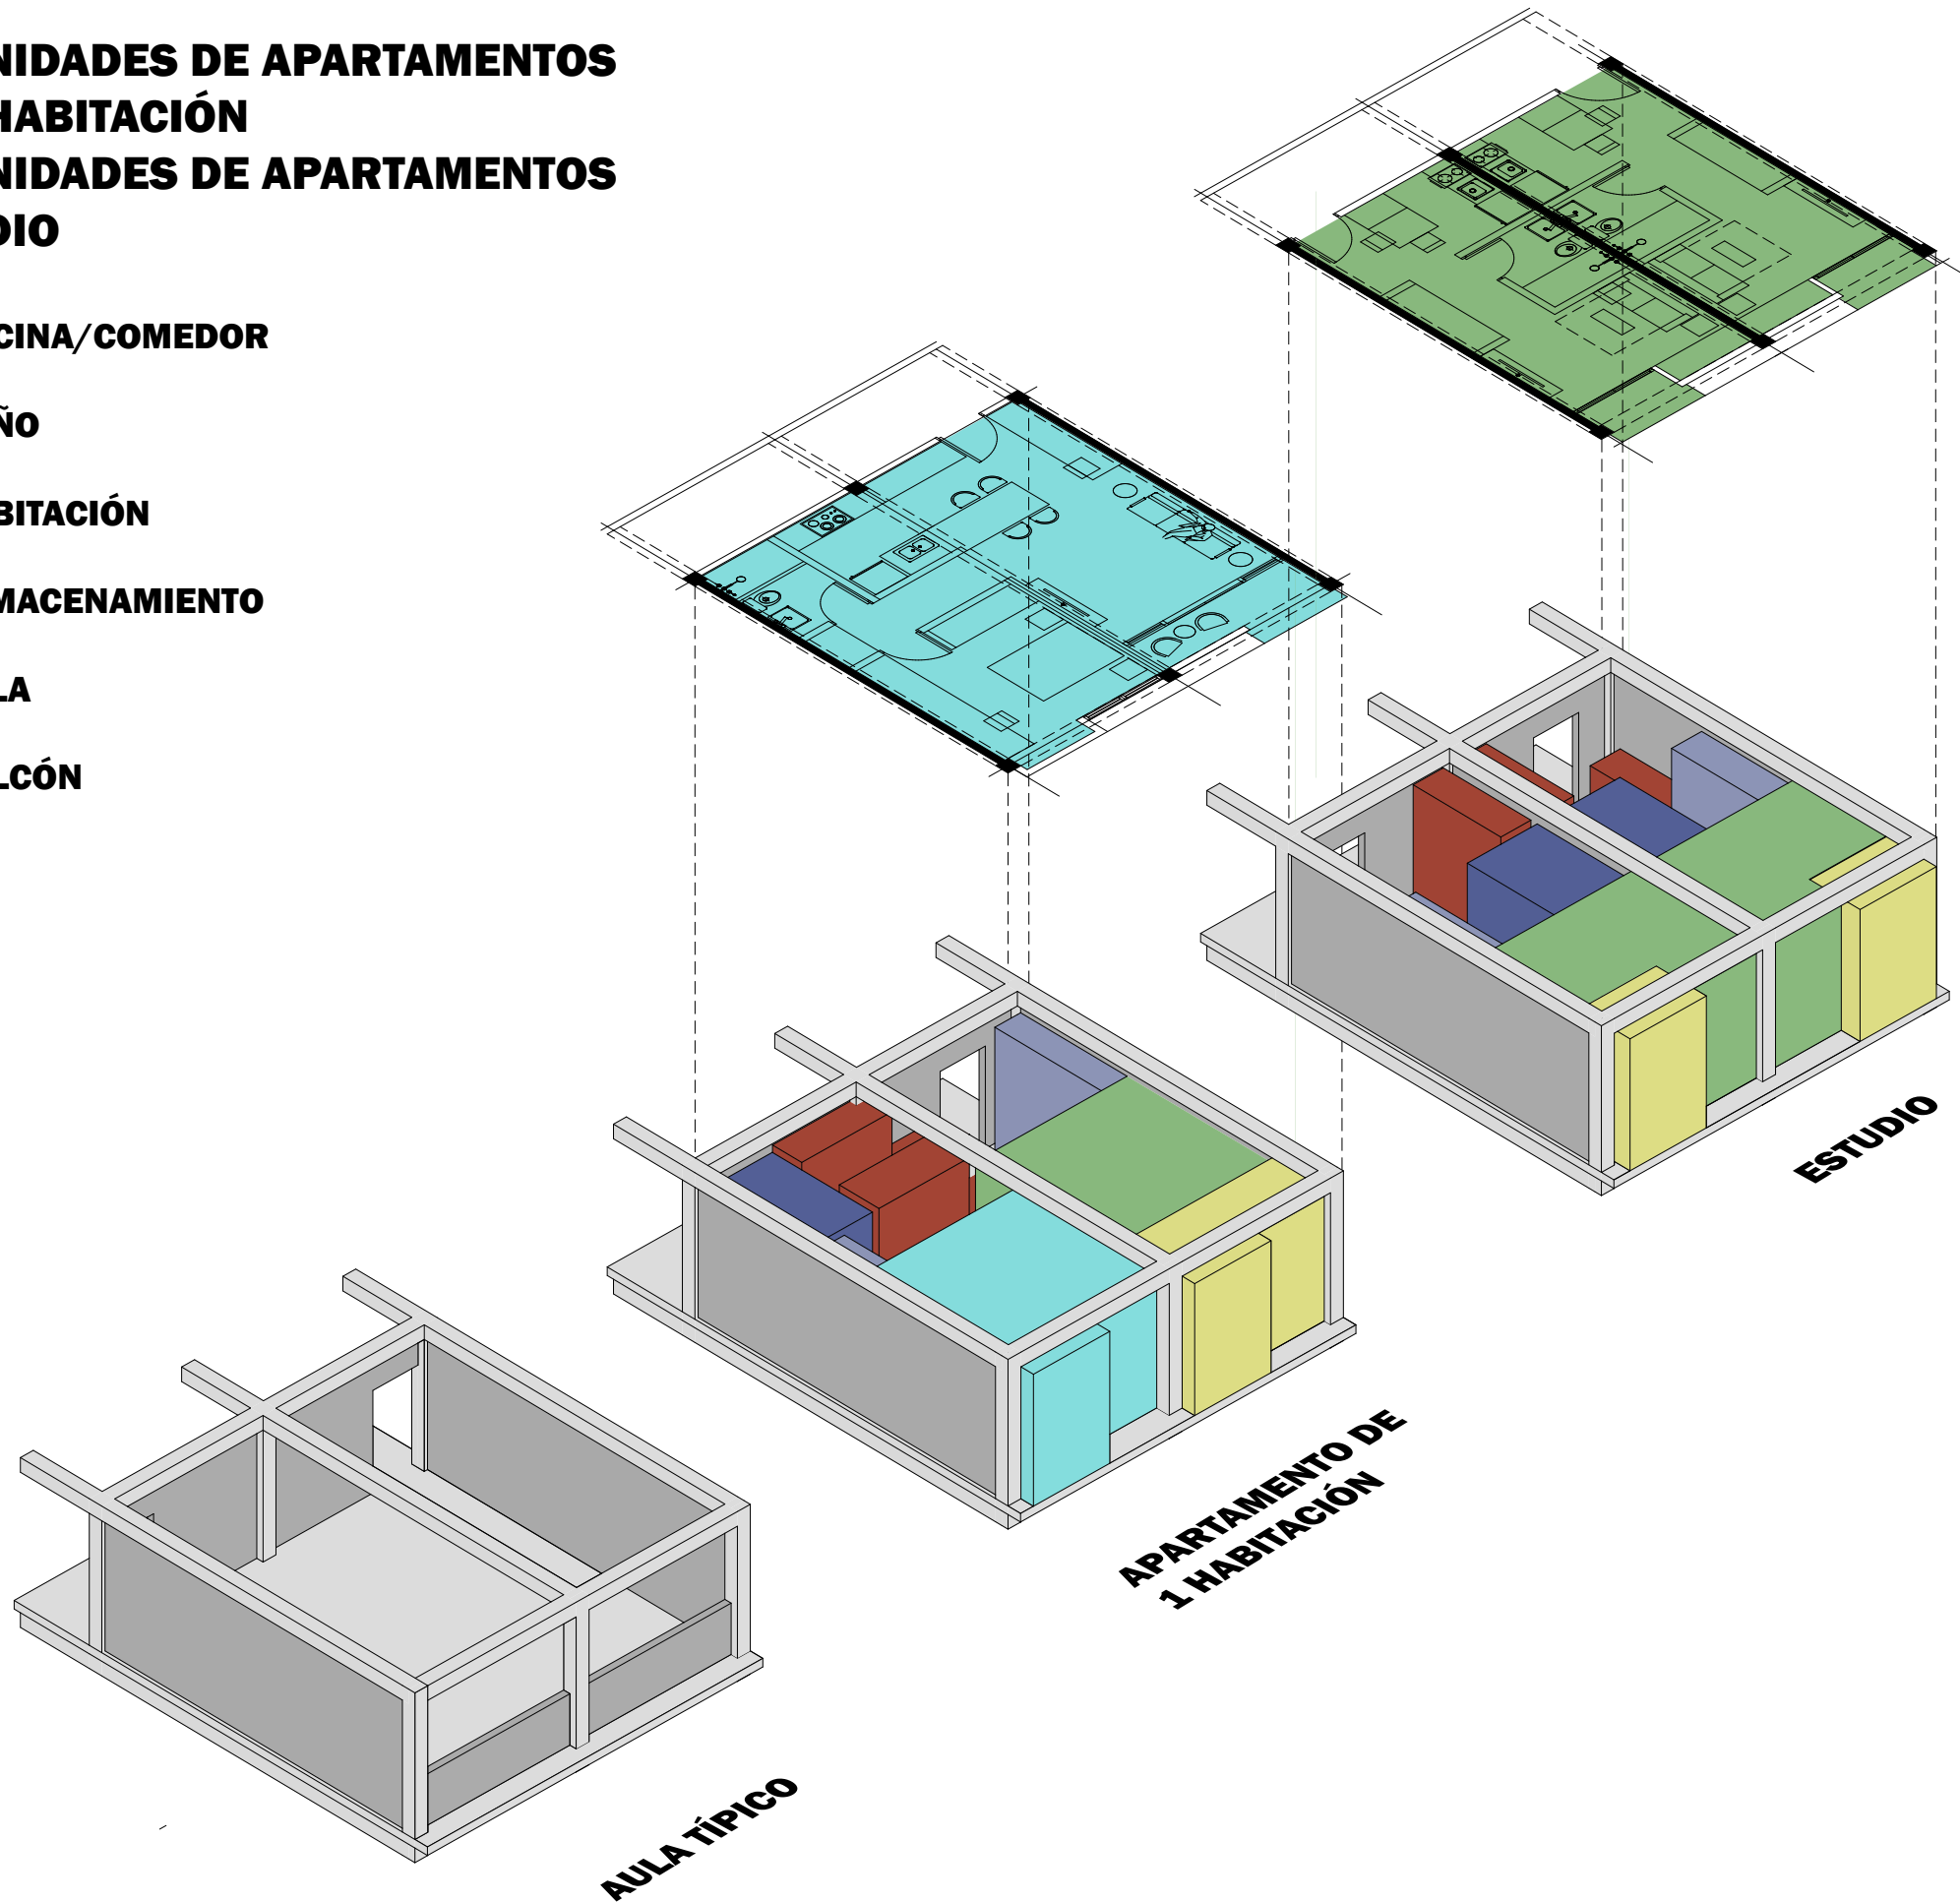 NIDADES DE APARTAMENTOS
HABITACIÓN
NIDADES DE APARTAMENTOS
DIO
CINA/COMEDOR
ÑO
BITACIÓN
MACENAMIENTO
LA
LCÓN
ESTUDIO
APARTAMENTO DE
1 HABITACIÓN
AULA TÍPICO